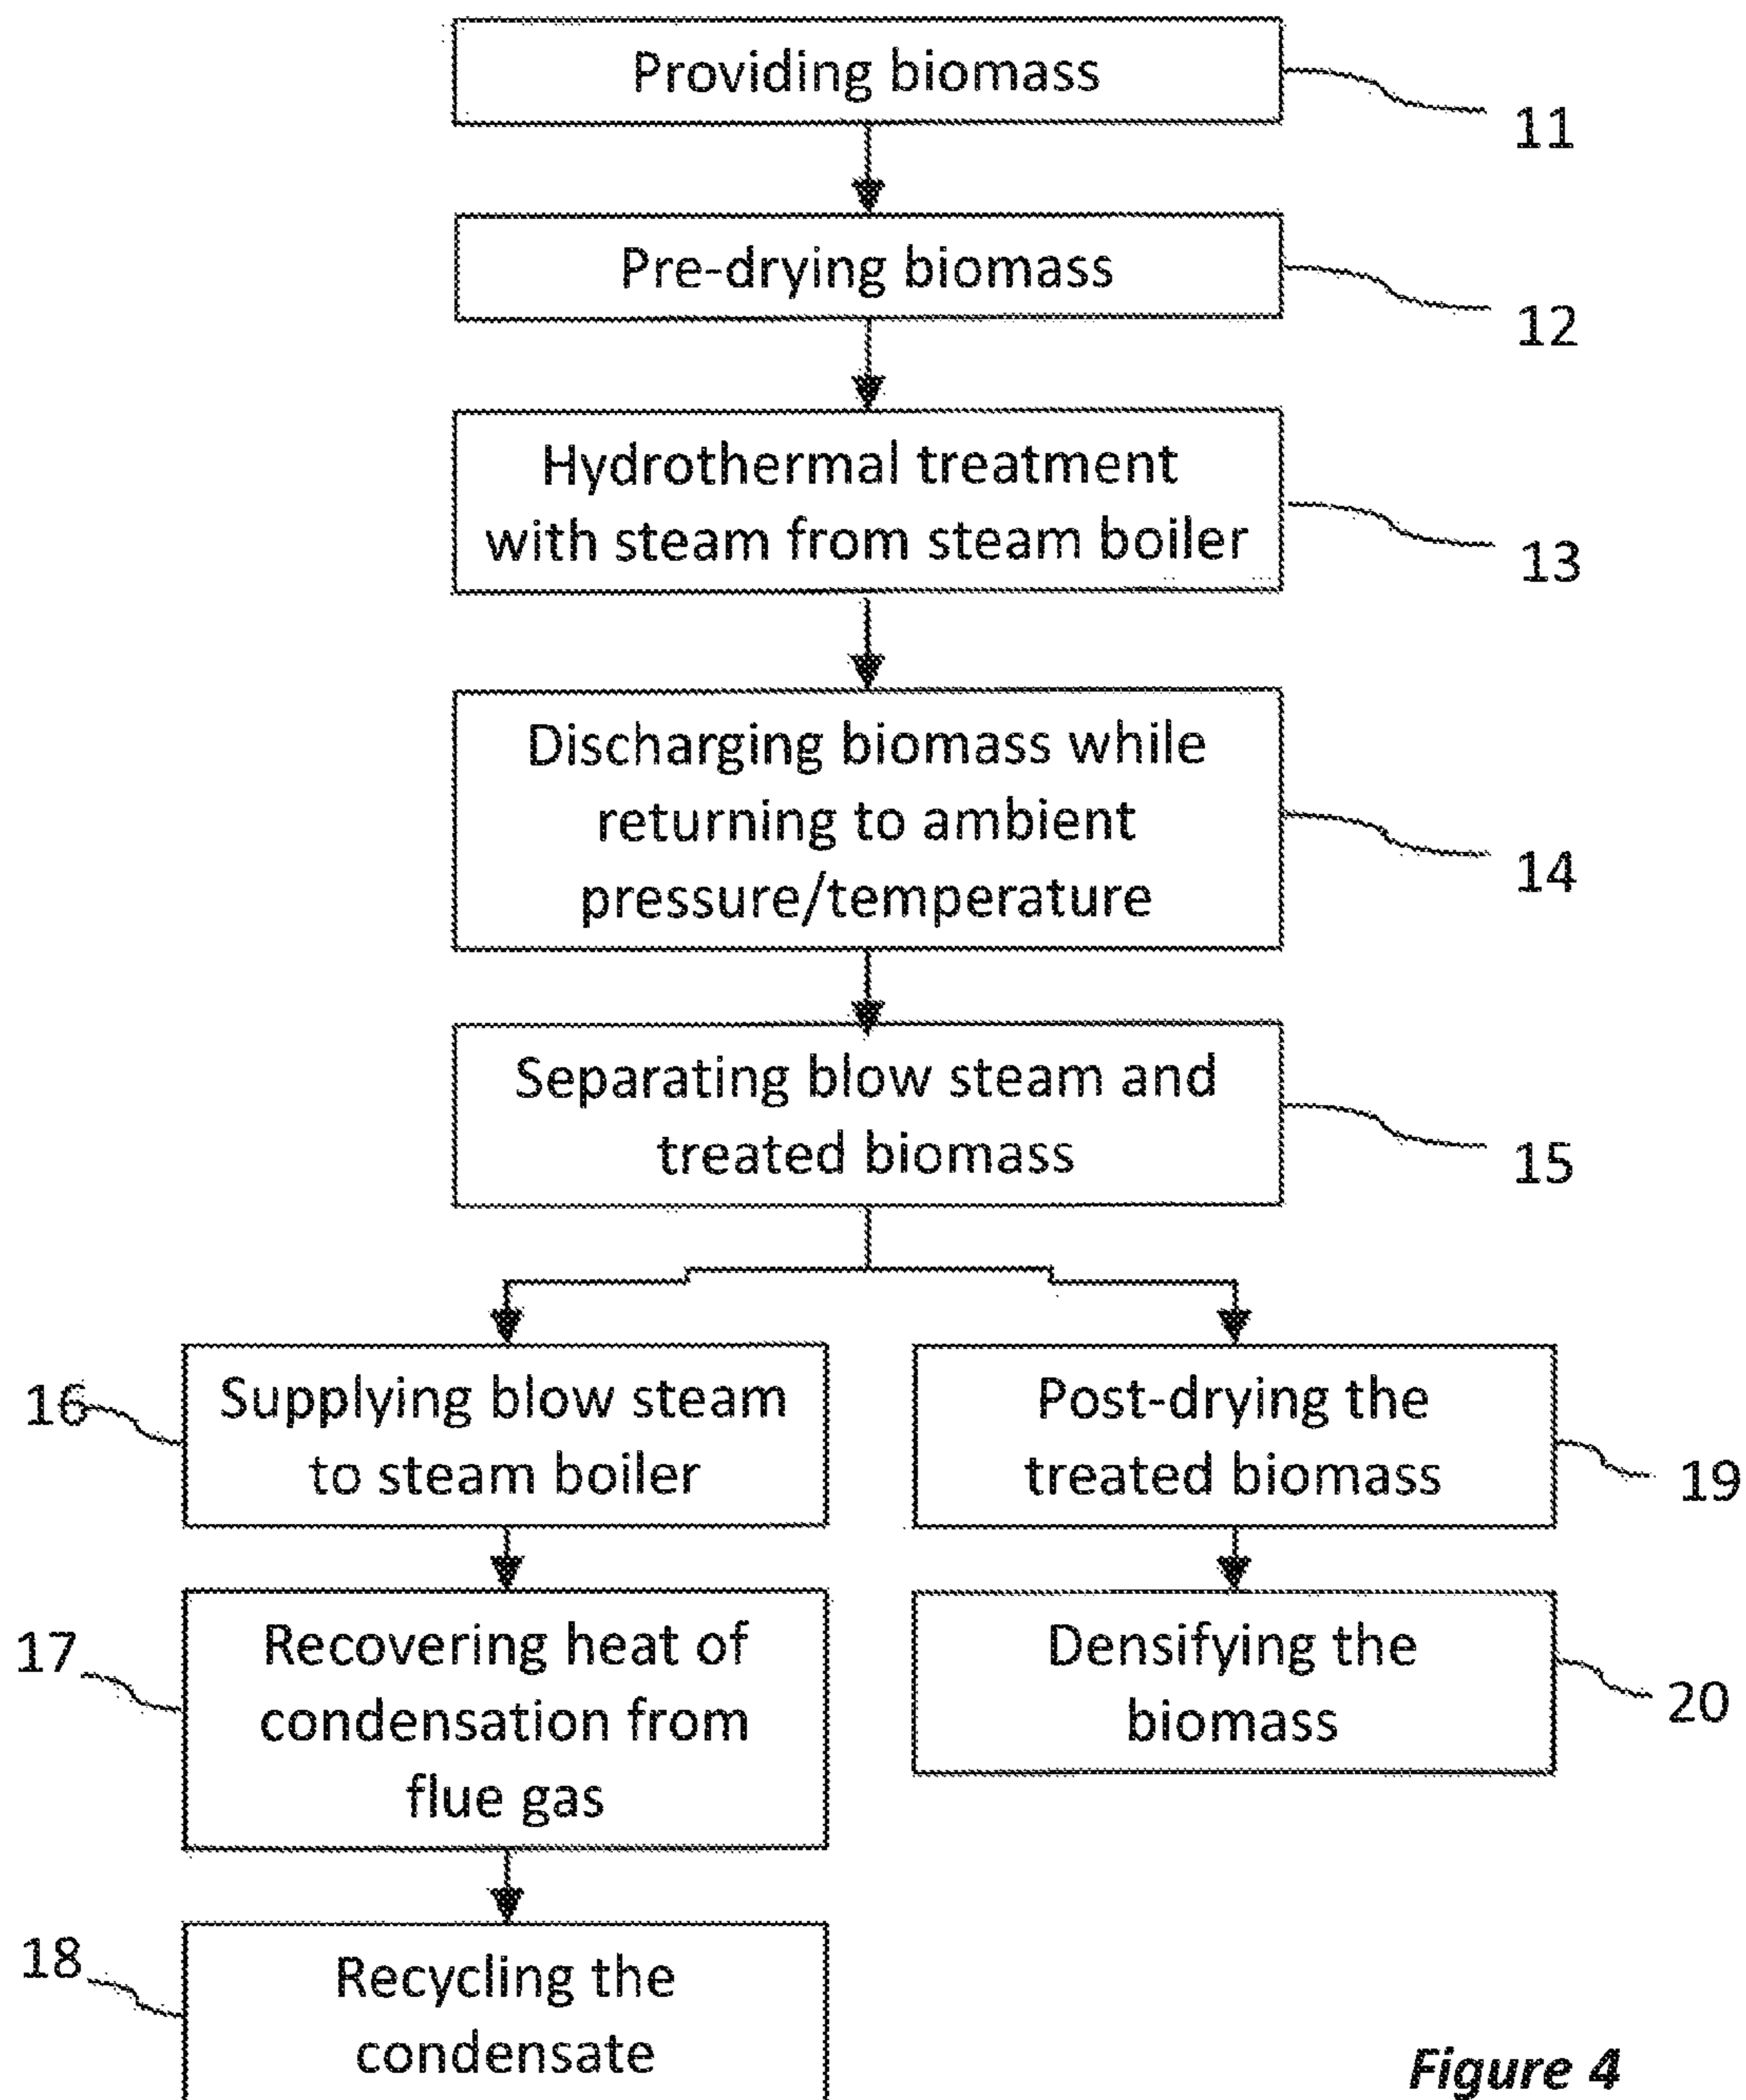 Providing biomass
11
Pre-drying biomass
12
Hydrothermal treatment
with steam from steam boiler
13
Discharging biomass while
returning to ambient
pressure/temperature
14
Separating blow steam and
treated biomass
15
16
Supplying blow steam
to steam boiler
Post-drying the
treated biomass
19
17
Recovering heat of
condensation from
flue gas
Densifying the
biomass
20
18
Recycling the
condensate
Figure 4